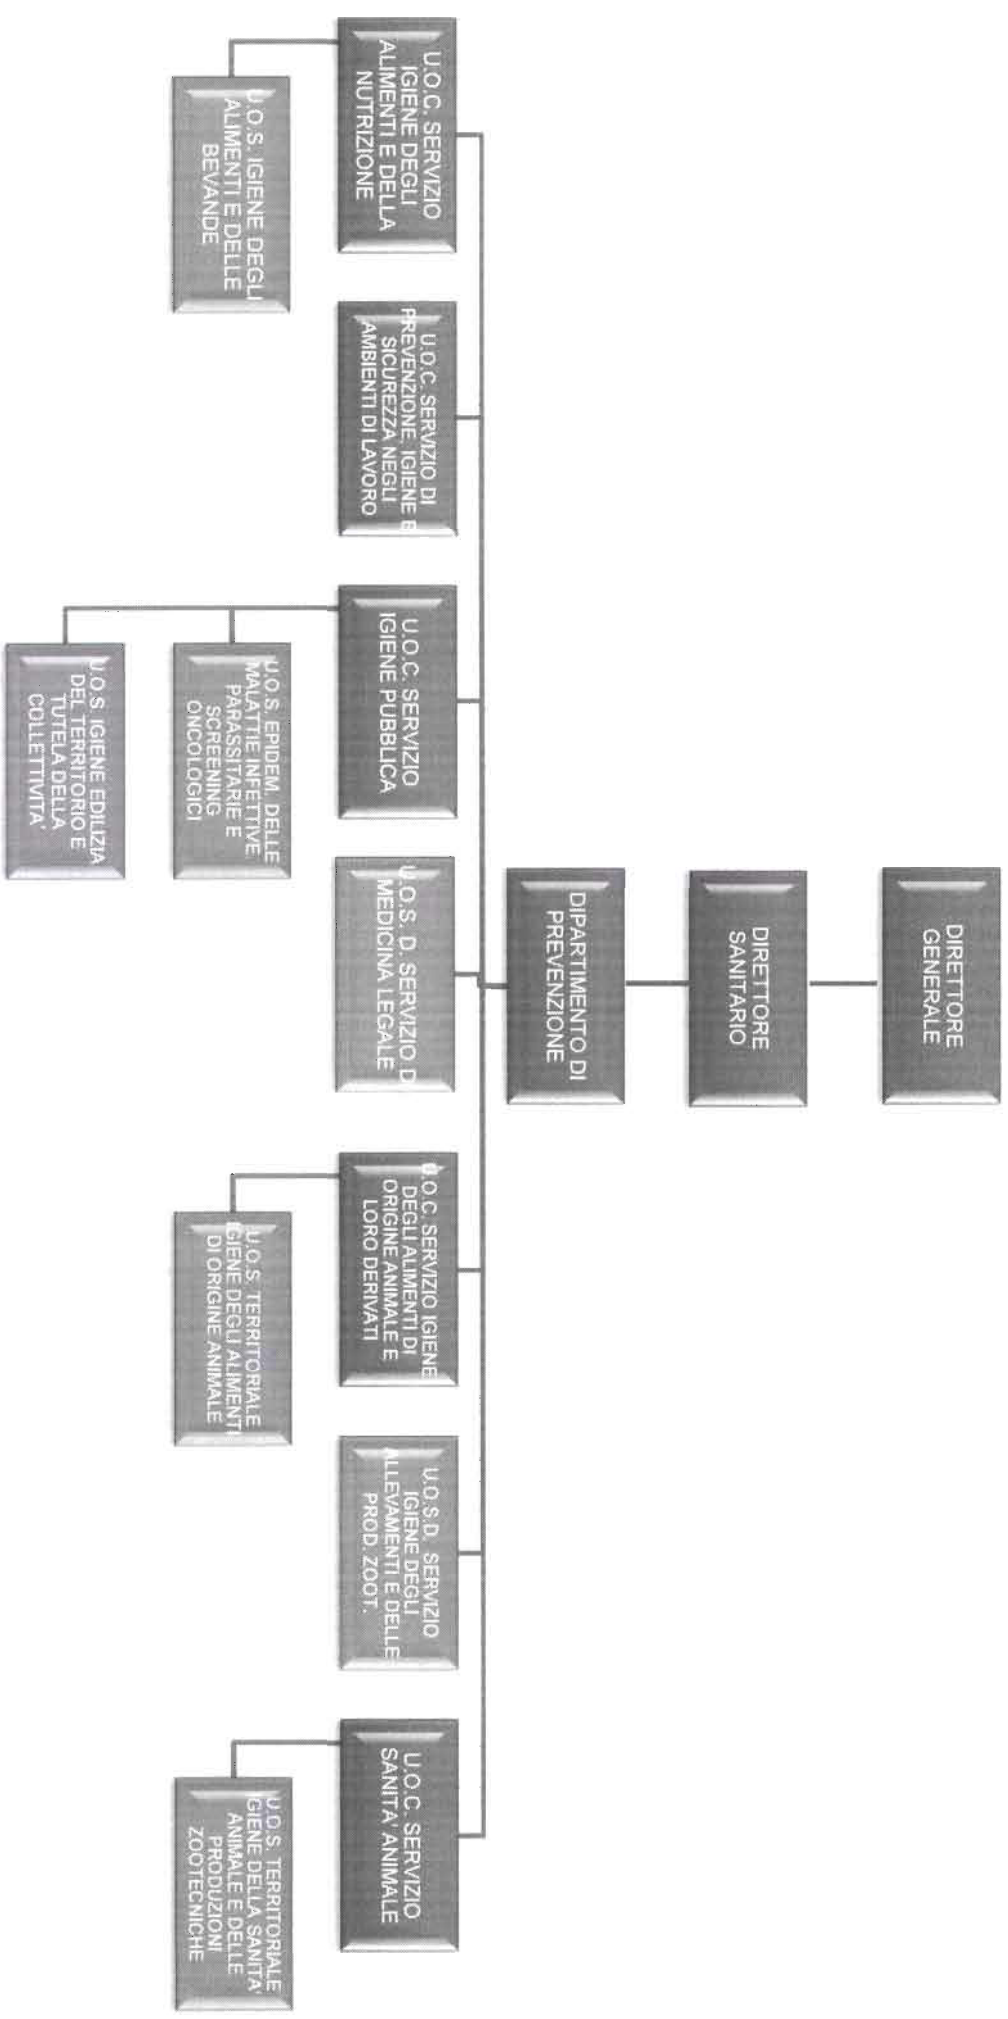 DIRETTORE
GENERALE
DIRETTORE
SANITARIO
DIPARTIMENTO DI
PREVENZIONE
U.O.C. SERVIZIO
IGIENE DEGLI
ALIMENTI E DELLA
NUTRIZIONE
U.O.S. IGIENE DEGLI
ALIMENTI E DELLE
BEVANDE
U.O.C. SERVIZIO DI
PREVENZIONE, IGIENE E
SICUREZZA NEGLI
AMBIENTI DI LAVORO
U.O.C. SERVIZIO
IGIENE PUBBLICA
U.O.S. EPIDEM. DELLE
MALATTIE INFETTIVE
PARASSITARIE E
SCREENING
ONCOLOGICI
U.O.S. IGIENE EDILIZIA
DEL TERRITORIO E
TUTELA DELLA
COLLETTIVITA'
U.O.S. D. SERVIZIO D
MEDICINA LEGALE
U.O.C. SERVIZIO IGIENE
DEGLI ALIMENTI DI
ORIGINE ANIMALE E
LORO DERIVATI
U.O.S. TERRITORIALE
IGIENE DEGLI ALIMENTI
DI ORIGINE ANIMALE
U.O.S.D. SERVIZIO
IGIENE DEGLI
ALLEVAMENTI E DELLE
PROD. ZOOT.
U.O.C. SERVIZIO
SANITA' ANIMALE
U.O.S. TERRITORIALE
IGIENE DELLA SANITA'
ANIMALE E DELLE
PRODUZIONI
ZOOTECNICHE